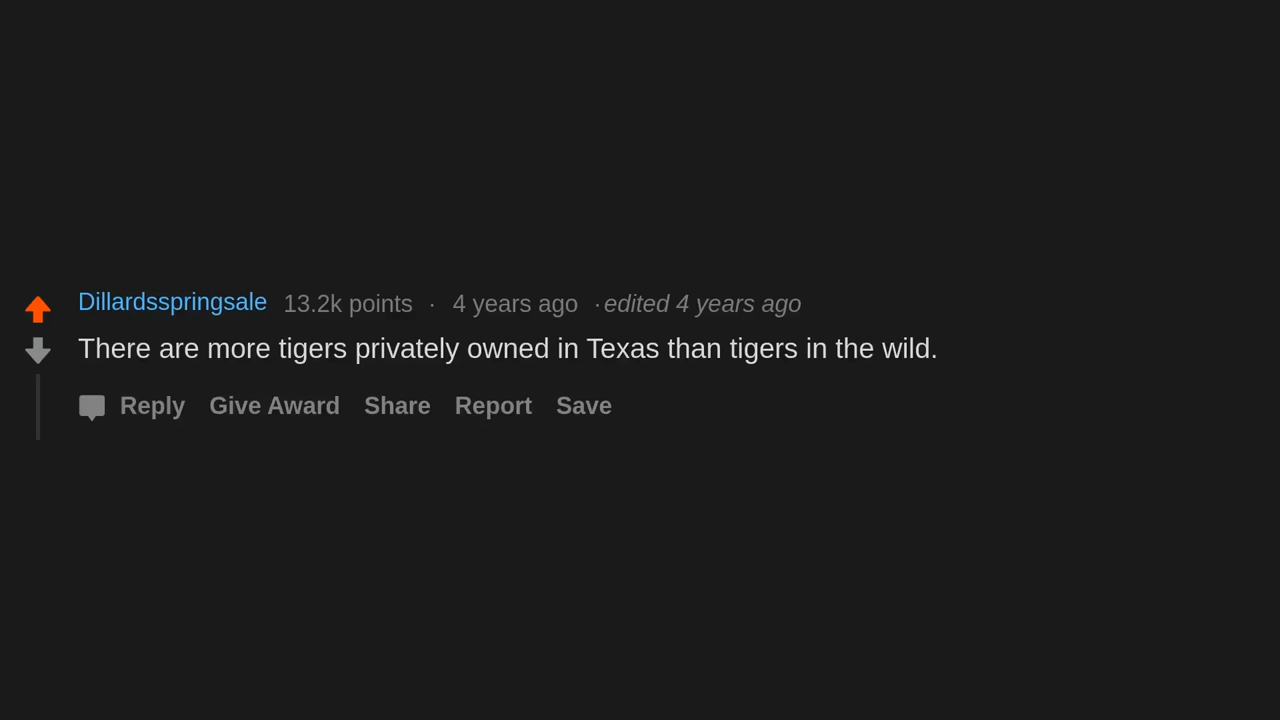 Dillardsspringsale 13.2k points · 4 years ago · edited 4 years ago
There are more tigers privately owned in Texas than tigers in the wild.
Reply Give Award Share Report Save